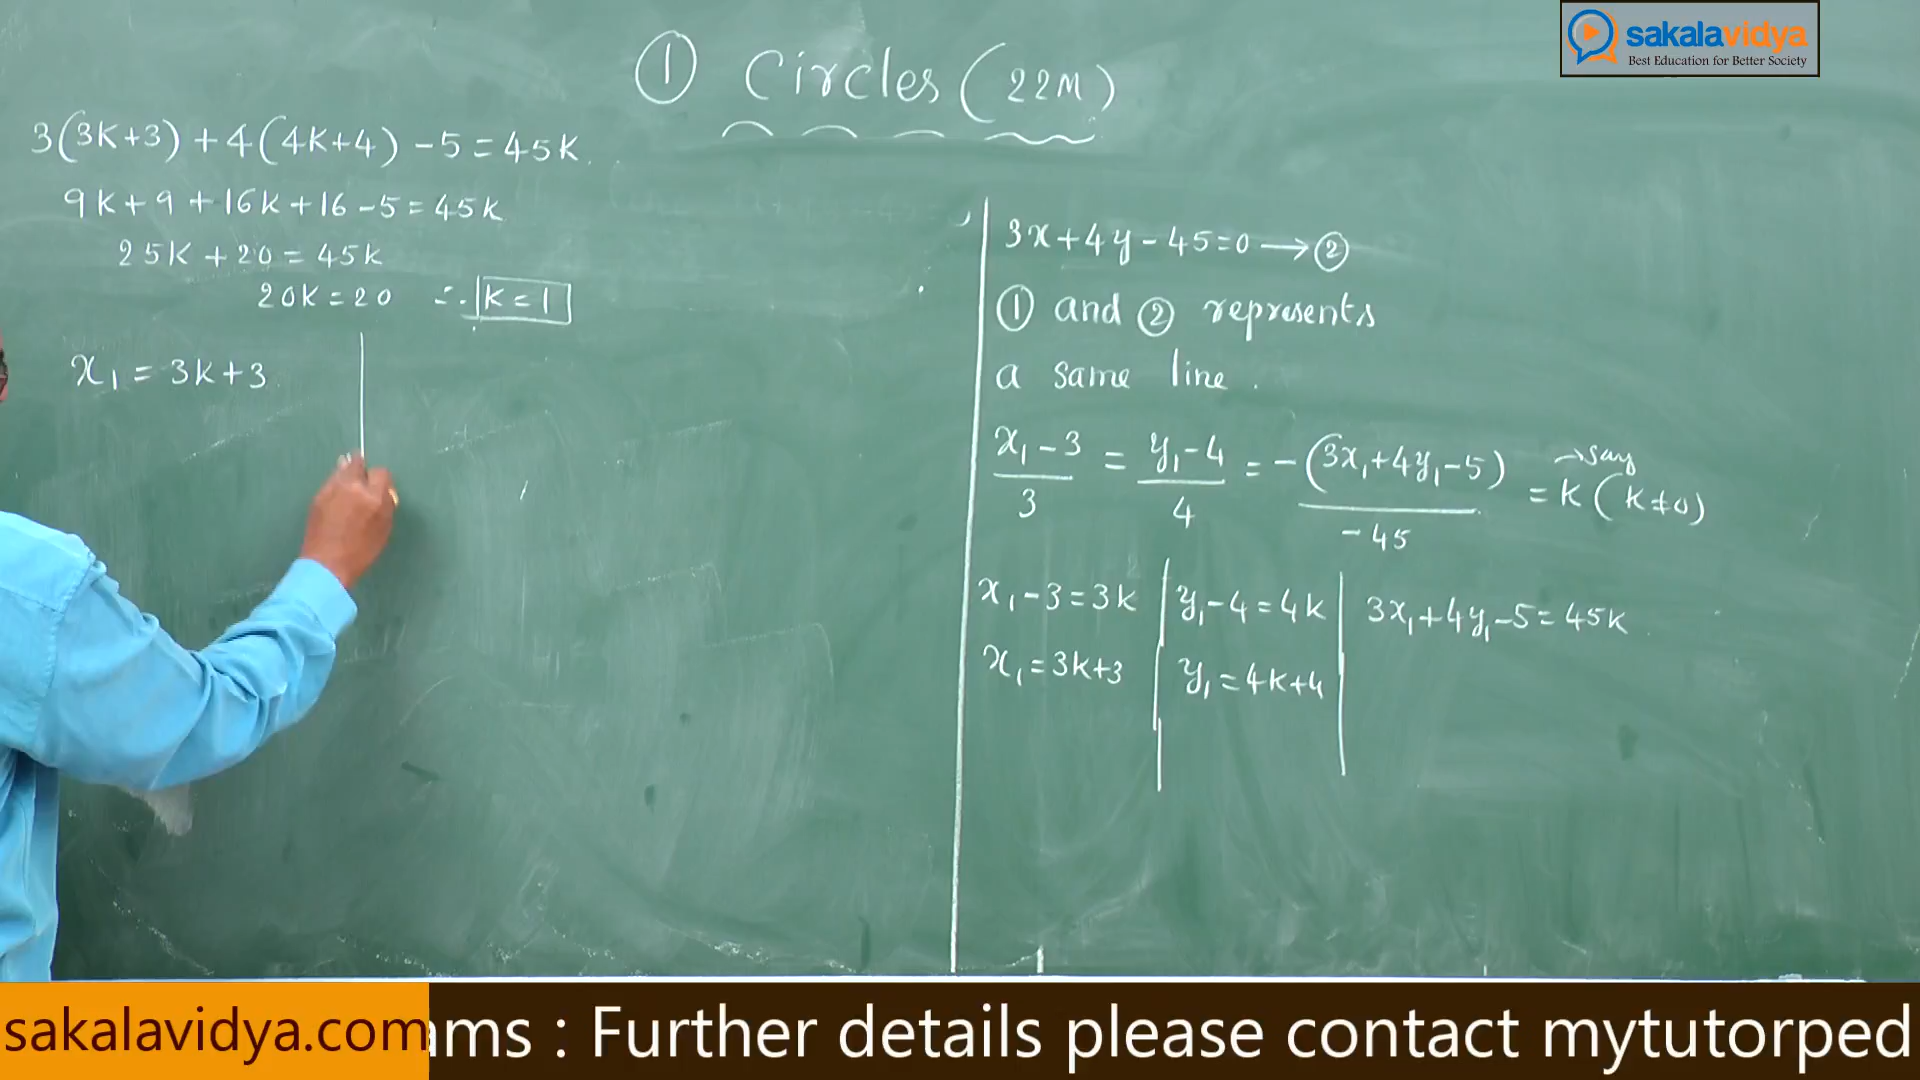 sakalavidya
Best Education for Better Society
① Circles (22M)
3(3K+3) + 4(4K+4) - 5 = 45K
9K + 9 + 16K + 16 - 5 = 45K
25K + 20 = 45K
20K = 20 ∴ K = 1
x₁ = 3K + 3
3x + 4y - 45 = 0 → ②
① and ② represents
a same line.
(x₁ - 3)/3 = (y₁ - 4)/4 = -(3x₁ + 4y₁ - 5)/-45 = K (K ≠ 0) → say
x₁ - 3 = 3K | y₁ - 4 = 4K | 3x₁ + 4y₁ - 5 = 45K
x₁ = 3K + 3 | y₁ = 4K + 4
sakalavidya.com ams : Further details please contact mytutorped